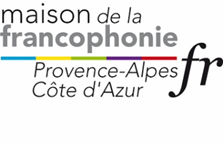 maison de la
francophonie
Provence-Alpes
Côte d'Azur
fr